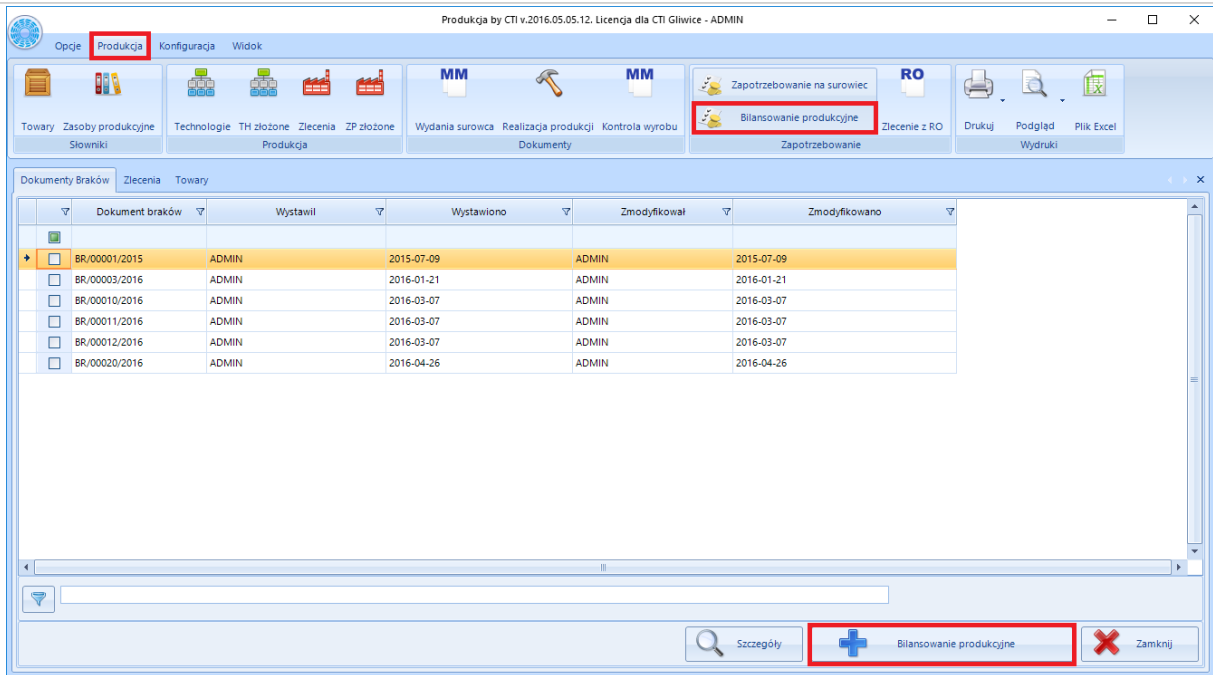 Produkcja by CTI v.2016.05.05.12. Licencja dla CTI Gliwice - ADMIN
Opcje Produkcja Konfiguracja Widok
MM MM RO
Zapotrzebowanie na surowiec
Bilansowanie produkcyjne
Towary Zasoby produkcyjne Technologie TH złożone Zlecenia ZP złożone Wydania surowca Realizacja produkcji Kontrola wyrobu Zlecenie z RO Drukuj Podgląd Plik Excel
Słowniki Produkcja Dokumenty Zapotrzebowanie Wydruki
Dokumenty Braków Zlecenia Towary
Dokument braków Wystawił Wystawiono Zmodyfikował Zmodyfikowano
BR/00001/2015 ADMIN 2015-07-09 ADMIN 2015-07-09
BR/00003/2016 ADMIN 2016-01-21 ADMIN 2016-01-21
BR/00010/2016 ADMIN 2016-03-07 ADMIN 2016-03-07
BR/00011/2016 ADMIN 2016-03-07 ADMIN 2016-03-07
BR/00012/2016 ADMIN 2016-03-07 ADMIN 2016-03-07
BR/00020/2016 ADMIN 2016-04-26 ADMIN 2016-04-26
Szczegóły Bilansowanie produkcyjne Zamknij